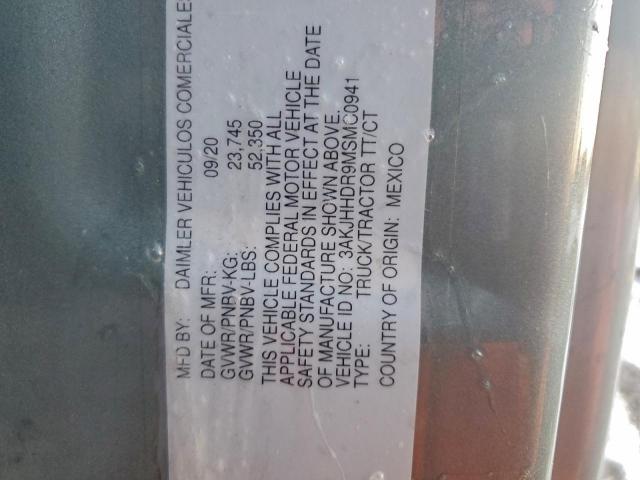 MFD BY: DAIMLER VEHICULOS COMERCIALE
DATE OF MFR: 09/20
GVWR/PNBV-KG: 23,745
GVWR/PNBV-LBS: 52,350
THIS VEHICLE COMPLIES WITH ALL
APPLICABLE FEDERAL MOTOR VEHICLE
SAFETY STANDARDS IN EFFECT AT THE DATE
OF MANUFACTURE SHOWN ABOVE.
VEHICLE ID NO: 3AKJHHDR9MSMC0941
TYPE: TRUCK/TRACTOR TT/CT
COUNTRY OF ORIGIN: MEXICO